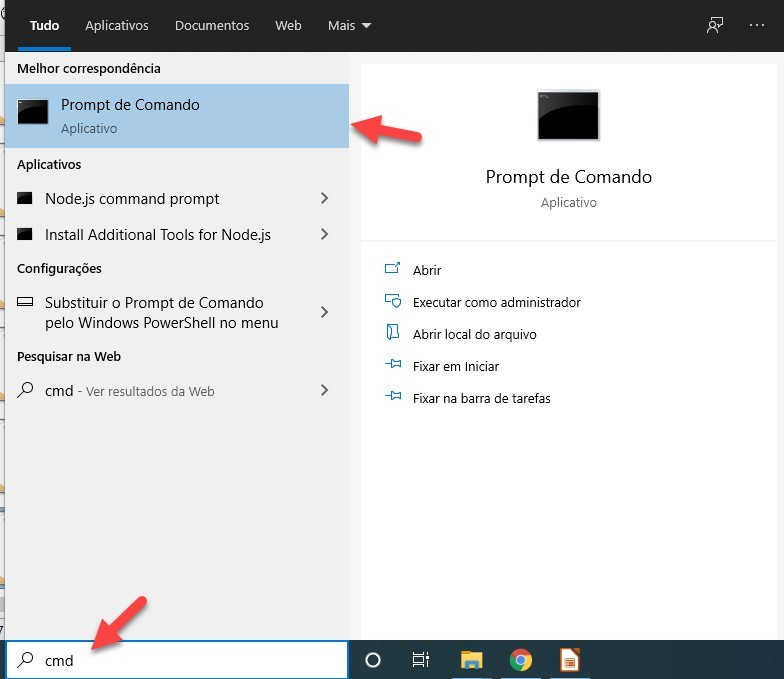 Tudo
Aplicativos
Documentos
Web
Mais
Melhor correspondência
Prompt de Comando
Aplicativo
Aplicativos
Node.js command prompt
Install Additional Tools for Node.js
Configurações
Substituir o Prompt de Comando
pelo Windows PowerShell no menu
Pesquisar na Web
cmd - Ver resultados da Web
Prompt de Comando
Aplicativo
Abrir
Executar como administrador
Abrir local do arquivo
Fixar em Iniciar
Fixar na barra de tarefas
cmd